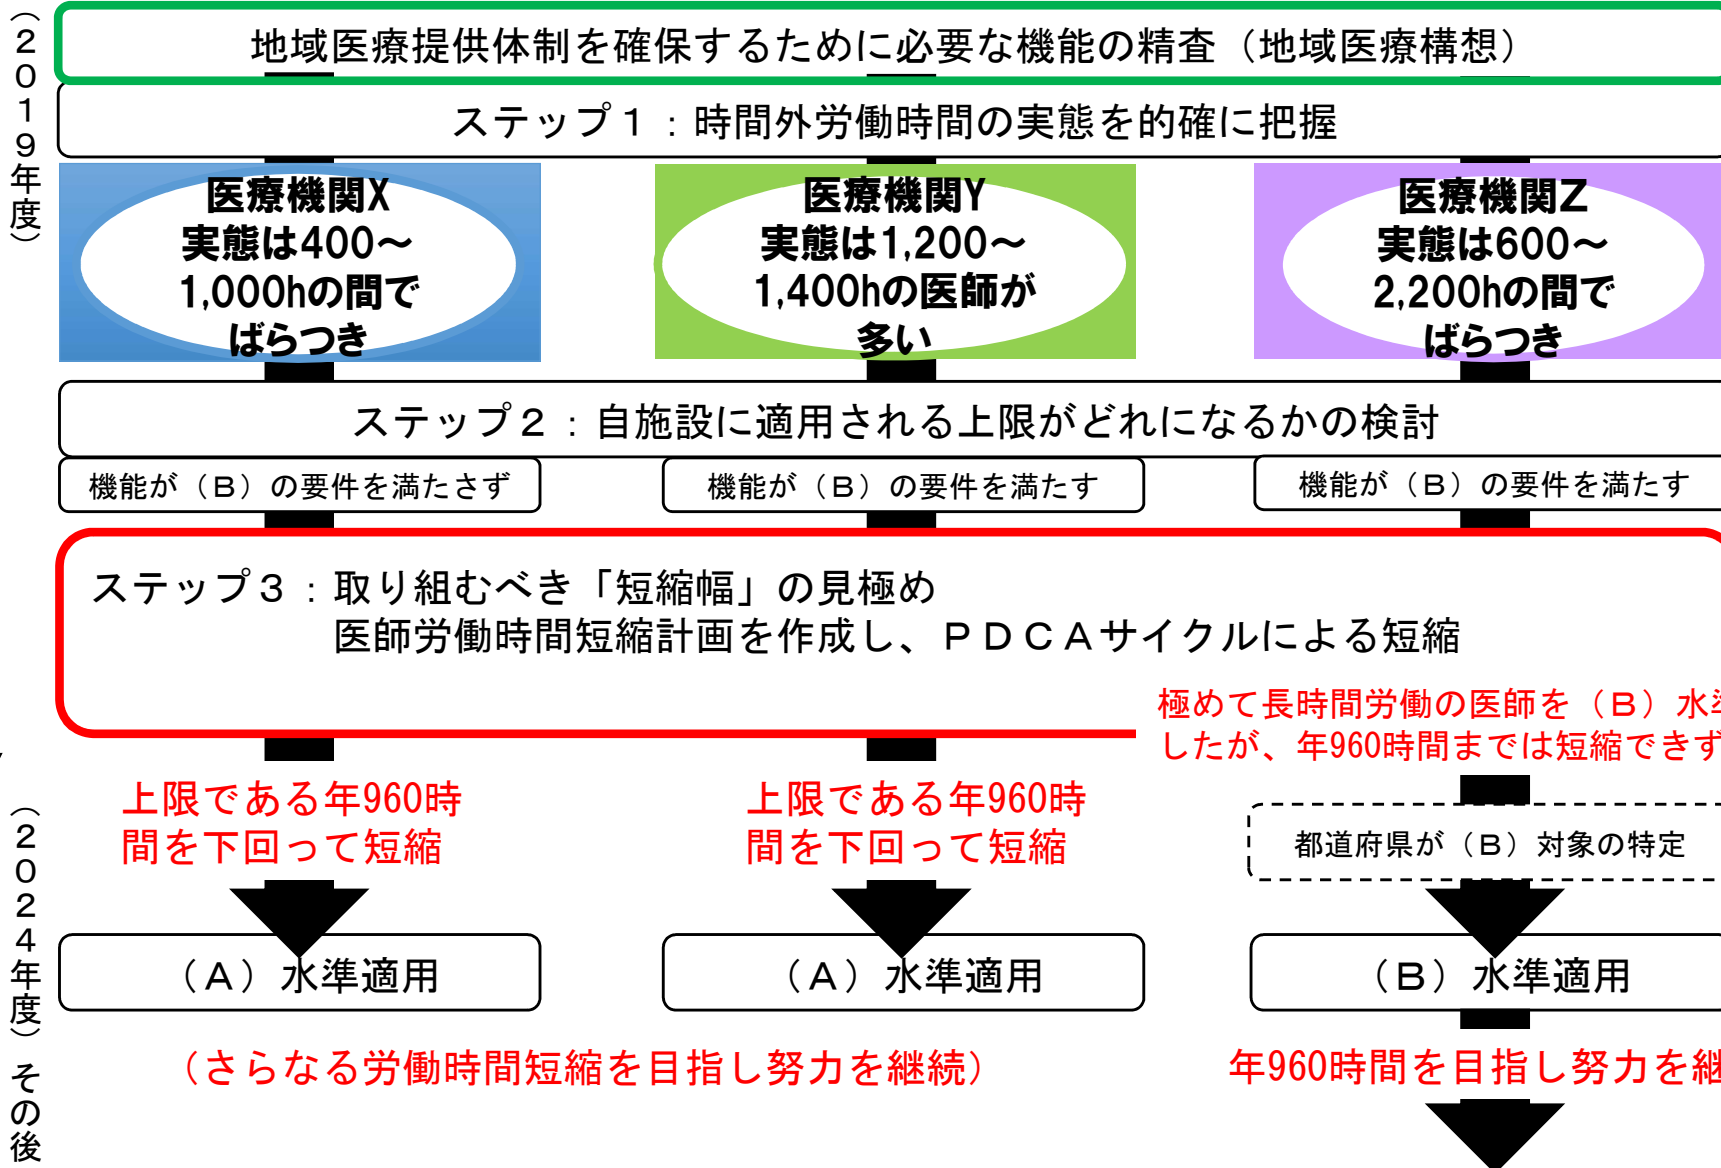 （２０１９年度）
地域医療提供体制を確保するために必要な機能の精査（地域医療構想）
ステップ１：時間外労働時間の実態を的確に把握
医療機関X
実態は400～
1,000hの間で
ばらつき
医療機関Y
実態は1,200～
1,400hの医師が
多い
医療機関Z
実態は600～
2,200hの間で
ばらつき
ステップ２：自施設に適用される上限がどれになるかの検討
機能が（Ｂ）の要件を満たさず
機能が（Ｂ）の要件を満たす
機能が（Ｂ）の要件を満たす
ステップ３：取り組むべき「短縮幅」の見極め
医師労働時間短縮計画を作成し、ＰＤＣＡサイクルによる短縮
上限である年960時
間を下回って短縮
上限である年960時
間を下回って短縮
極めて長時間労働の医師を（Ｂ）水
したが、年960時間までは短縮できず
都道府県が（Ｂ）対象の特定
（２０２４年度）
（Ａ）水準適用
（Ａ）水準適用
（Ｂ）水準適用
その後
（さらなる労働時間短縮を目指し努力を継続）
年960時間を目指し努力を継